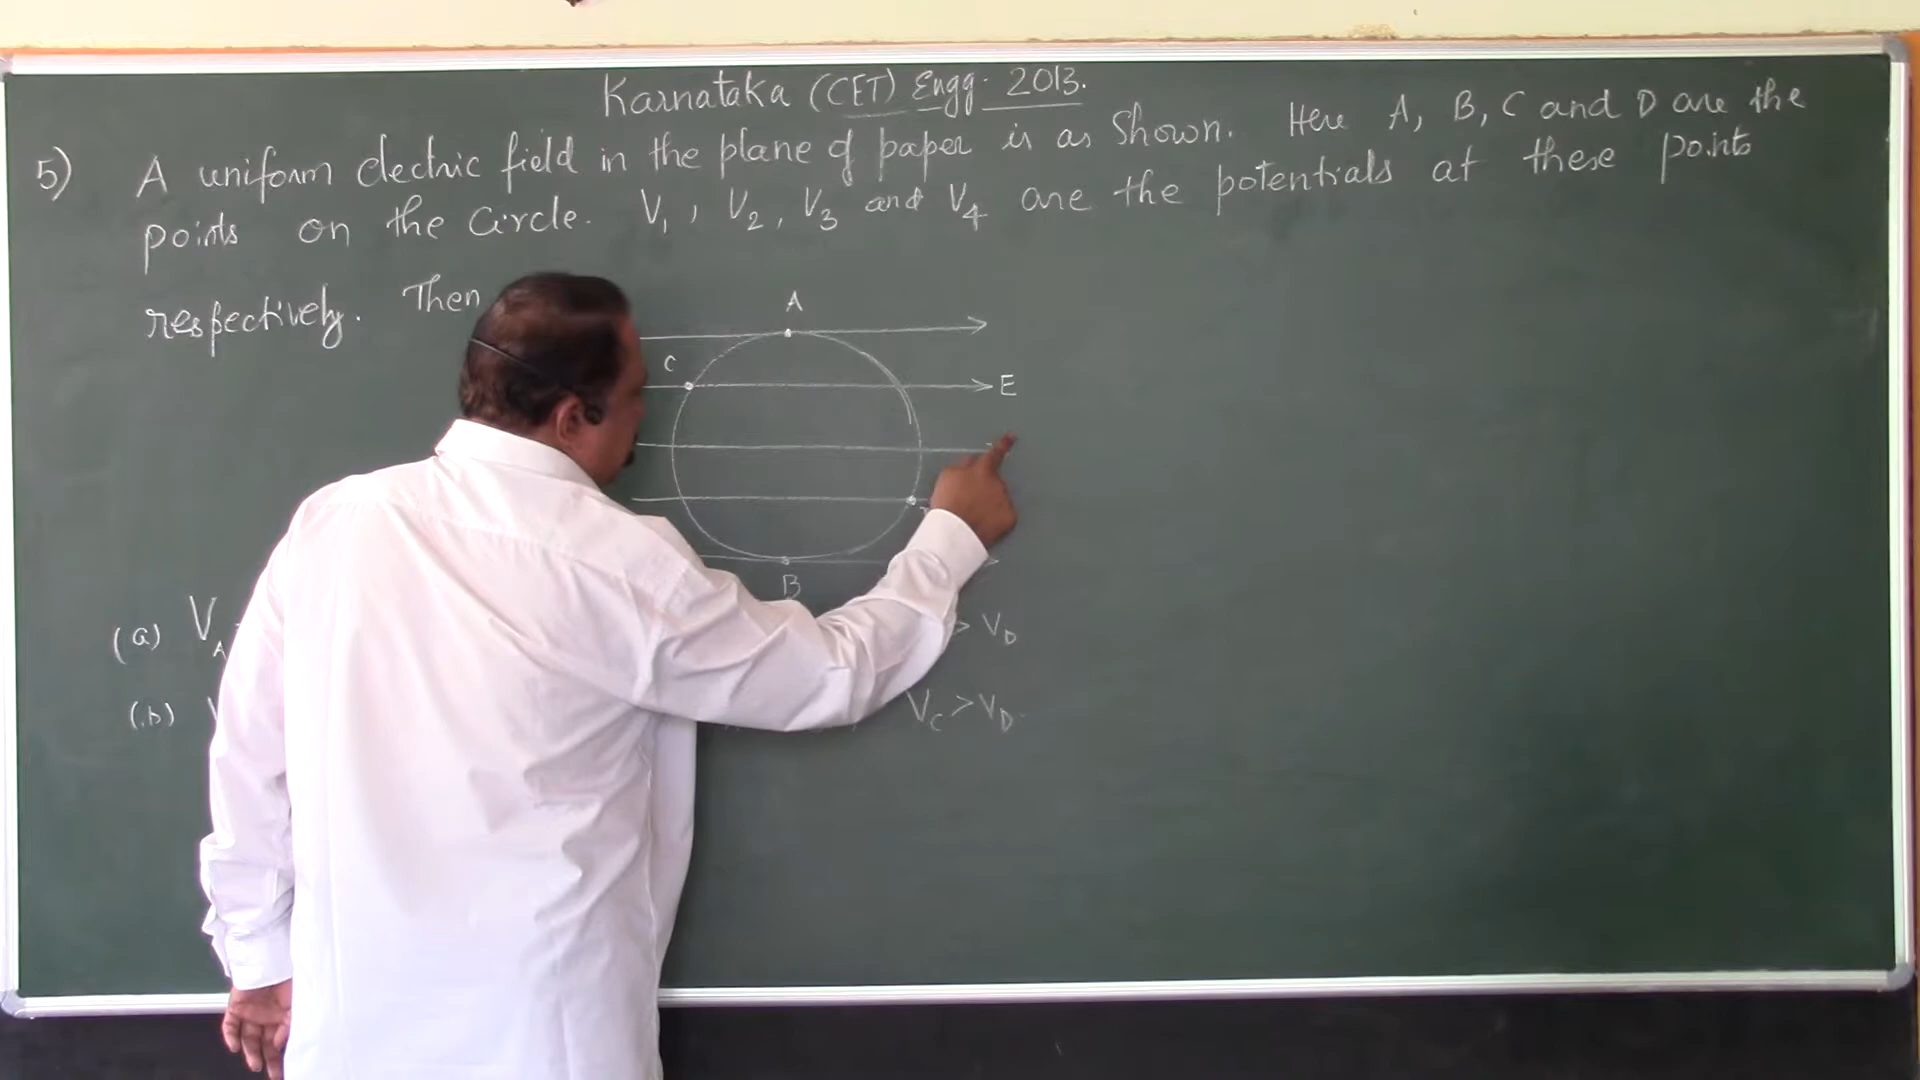 Karnataka (CET) Engg. 2013.
5) A uniform electric field in the plane of paper is as shown. Here A, B, C and D are the
points on the circle. V1, V2, V3 and V4 are the potentials at these points
respectively. Then
A
C
E
B
(a) VA > VD
(b) VC > VD.